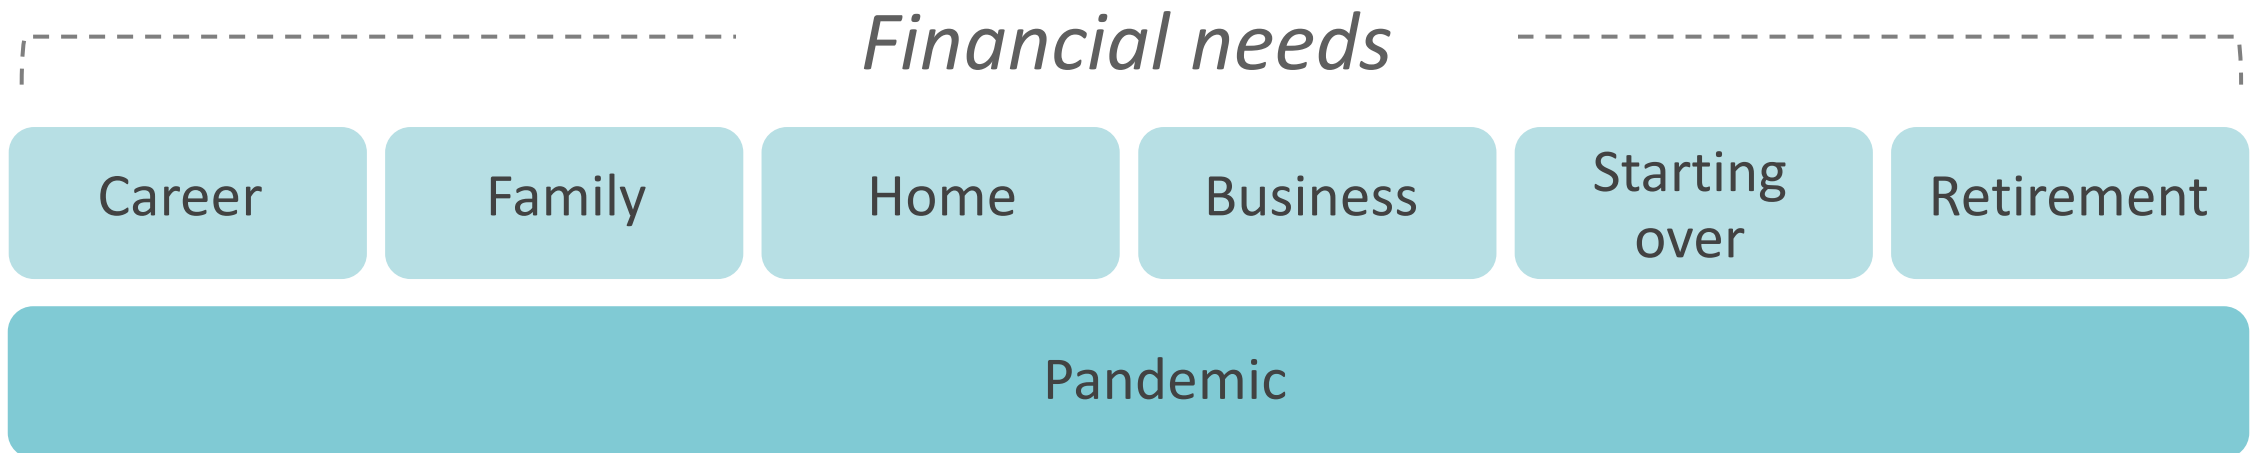 Financial needs
Career
Family
Home
Business
Starting
over
Retirement
Pandemic